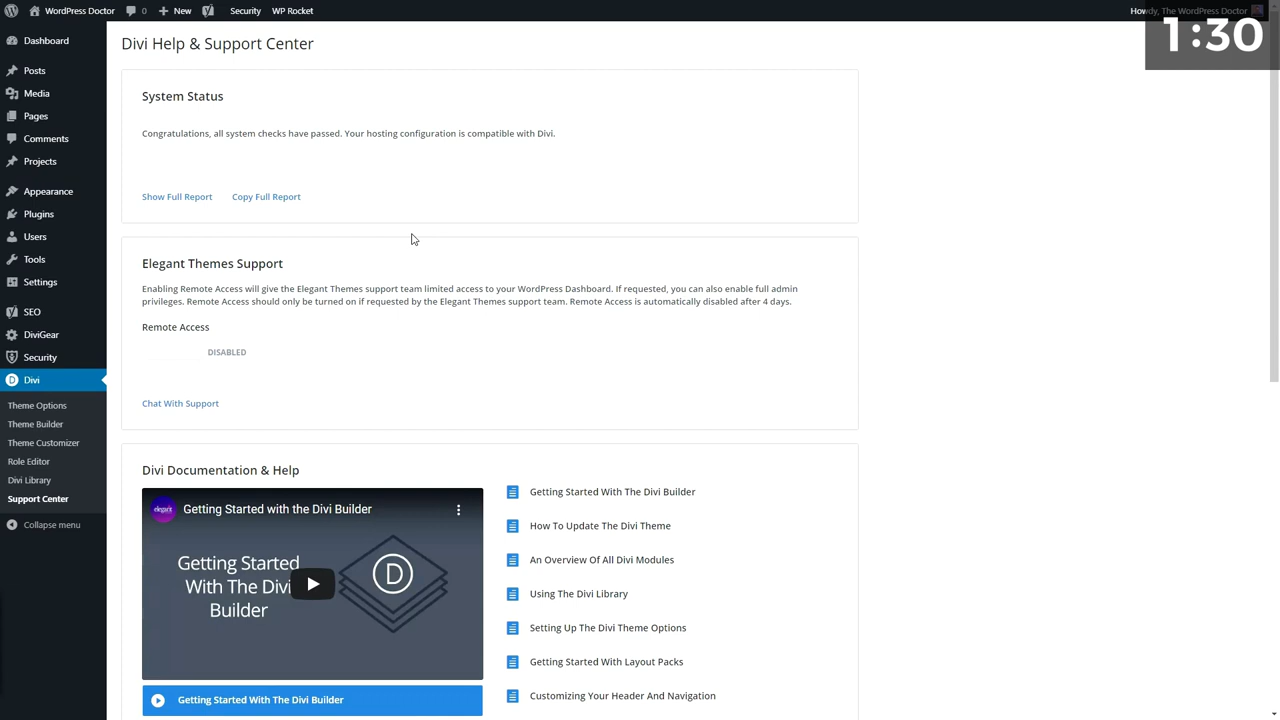 WordPress Doctor
0
New
Security
WP Rocket
Howdy, The WordPress Doctor
1:30
Dashboard
Posts
Media
Pages
Comments
Projects
Appearance
Plugins
Users
Tools
Settings
SEO
DiviGear
Security
Divi
Theme Options
Theme Builder
Theme Customizer
Role Editor
Divi Library
Support Center
Collapse menu
Divi Help & Support Center
System Status
Congratulations, all system checks have passed. Your hosting configuration is compatible with Divi.
Show Full Report
Copy Full Report
Elegant Themes Support
Enabling Remote Access will give the Elegant Themes support team limited access to your WordPress Dashboard. If requested, you can also enable full admin
privileges. Remote Access should only be turned on if requested by the Elegant Themes support team. Remote Access is automatically disabled after 4 days.
Remote Access
DISABLED
Chat With Support
Divi Documentation & Help
elegant
Getting Started with the Divi Builder
Getting Started
With The Divi
Builder
D
Getting Started With The Divi Builder
Getting Started With The Divi Builder
How To Update The Divi Theme
An Overview Of All Divi Modules
Using The Divi Library
Setting Up The Divi Theme Options
Getting Started With Layout Packs
Customizing Your Header And Navigation